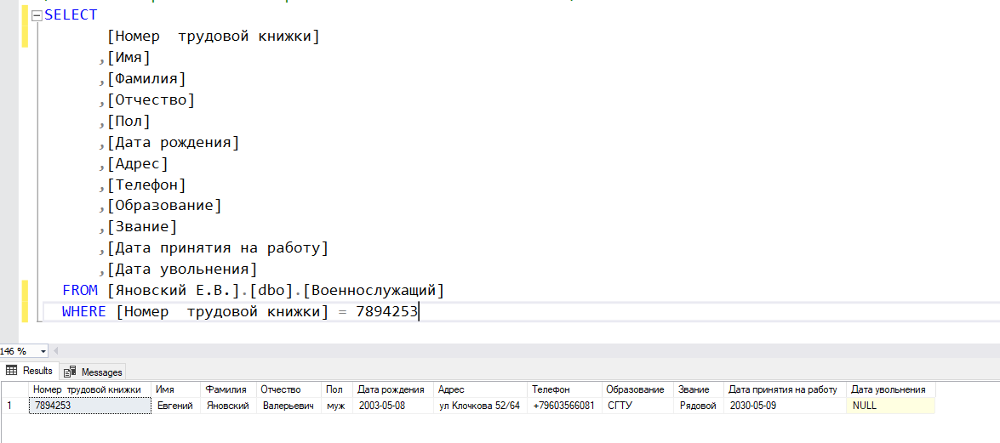 SELECT
[Номер  трудовой книжки]
,[Имя]
,[Фамилия]
,[Отчество]
,[Пол]
,[Дата рождения]
,[Адрес]
,[Телефон]
,[Образование]
,[Звание]
,[Дата принятия на работу]
,[Дата увольнения]
FROM [Яновский Е.В.].[dbo].[Военнослужащий]
WHERE [Номер  трудовой книжки] = 7894253
146 %
Results Messages
Номер  трудовой книжки Имя Фамилия Отчество Пол Дата рождения Адрес Телефон Образование Звание Дата принятия на работу Дата увольнения
1 7894253 Евгений Яновский Валерьевич муж 2003-05-08 ул Клочкова 52/64 +79603566081 СГТУ Рядовой 2030-05-09 NULL